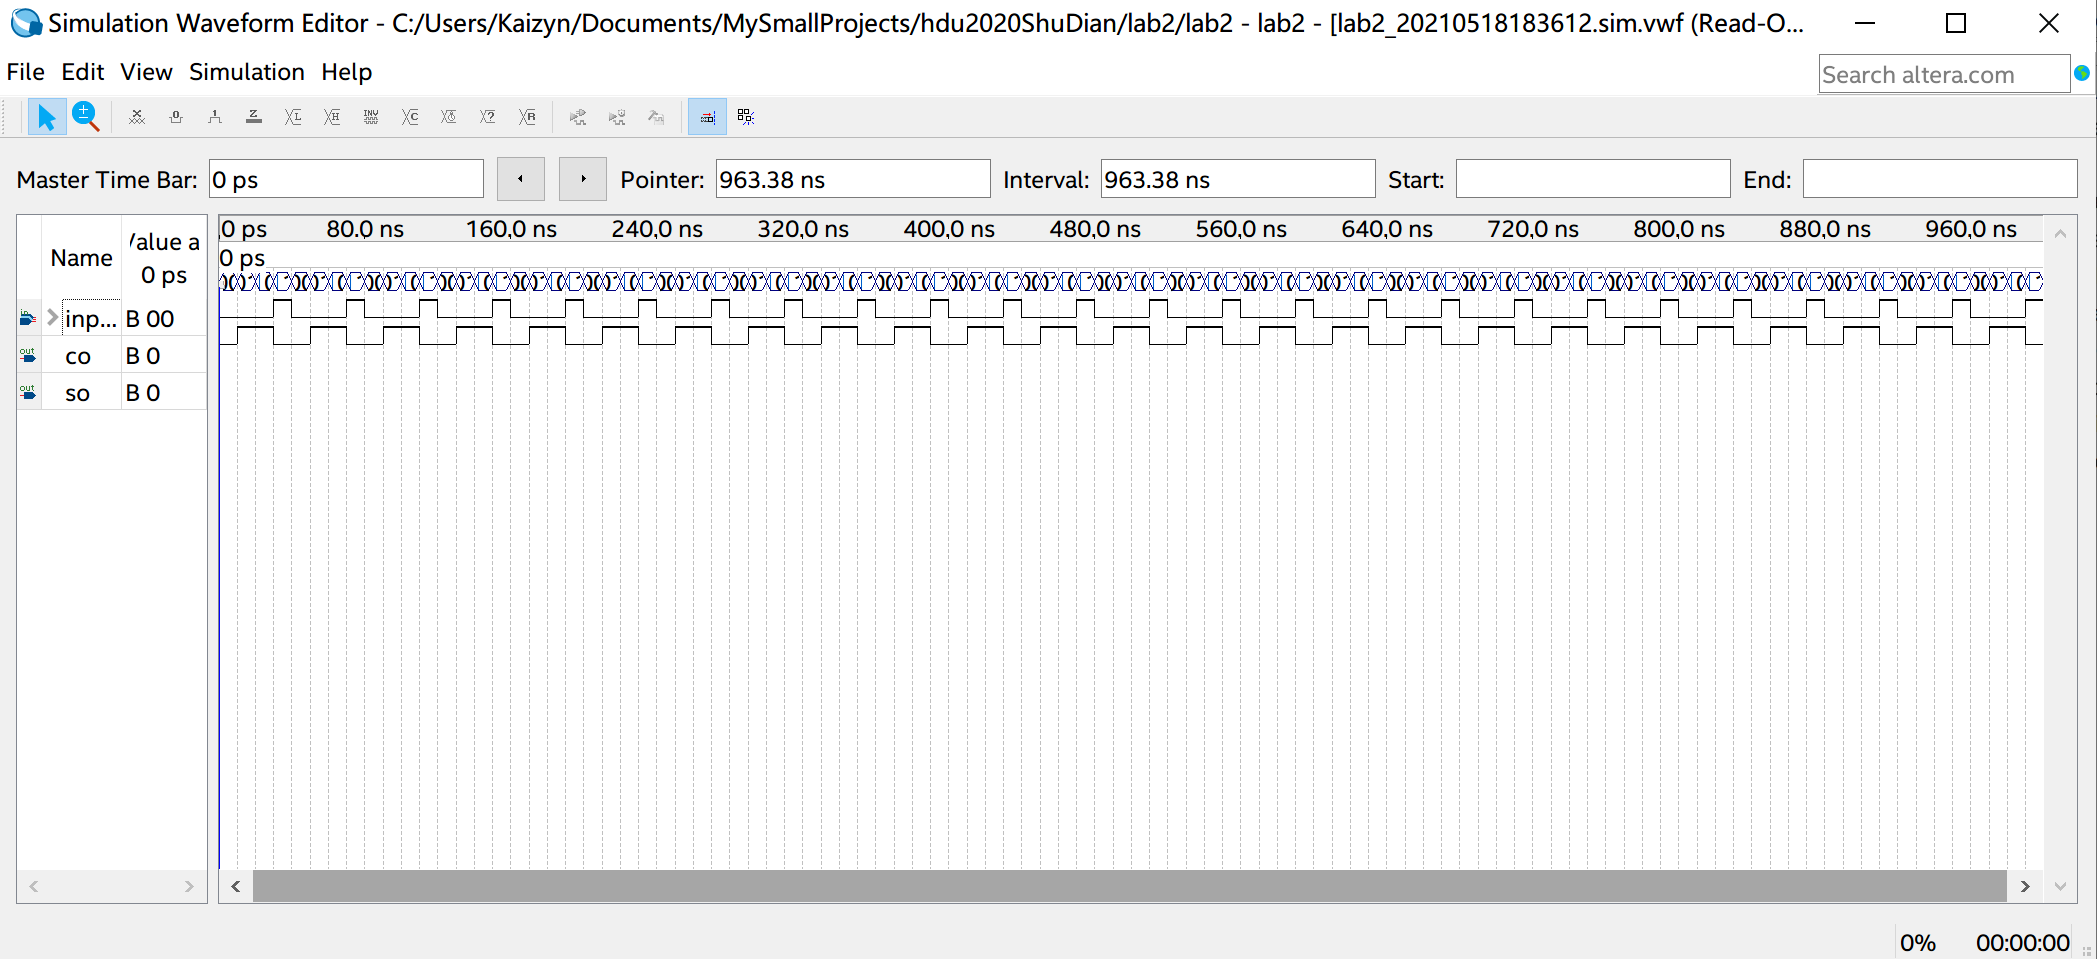 Simulation Waveform Editor - C:/Users/Kaizyn/Documents/MySmallProjects/hdu2020ShuDian/lab2/lab2 - lab2 - [lab2_20210518183612.sim.vwf (Read-O...
File Edit View Simulation Help
Search altera.com
Master Time Bar: 0 ps Pointer: 963.38 ns Interval: 963.38 ns Start: End:
Name
/alue a
0 ps
0 ps 80.0 ns 160.0 ns 240.0 ns 320.0 ns 400.0 ns 480.0 ns 560.0 ns 640.0 ns 720.0 ns 800.0 ns 880.0 ns 960.0 ns
0 ps
inp... B 00
out co B 0
out so B 0
0% 00:00:00